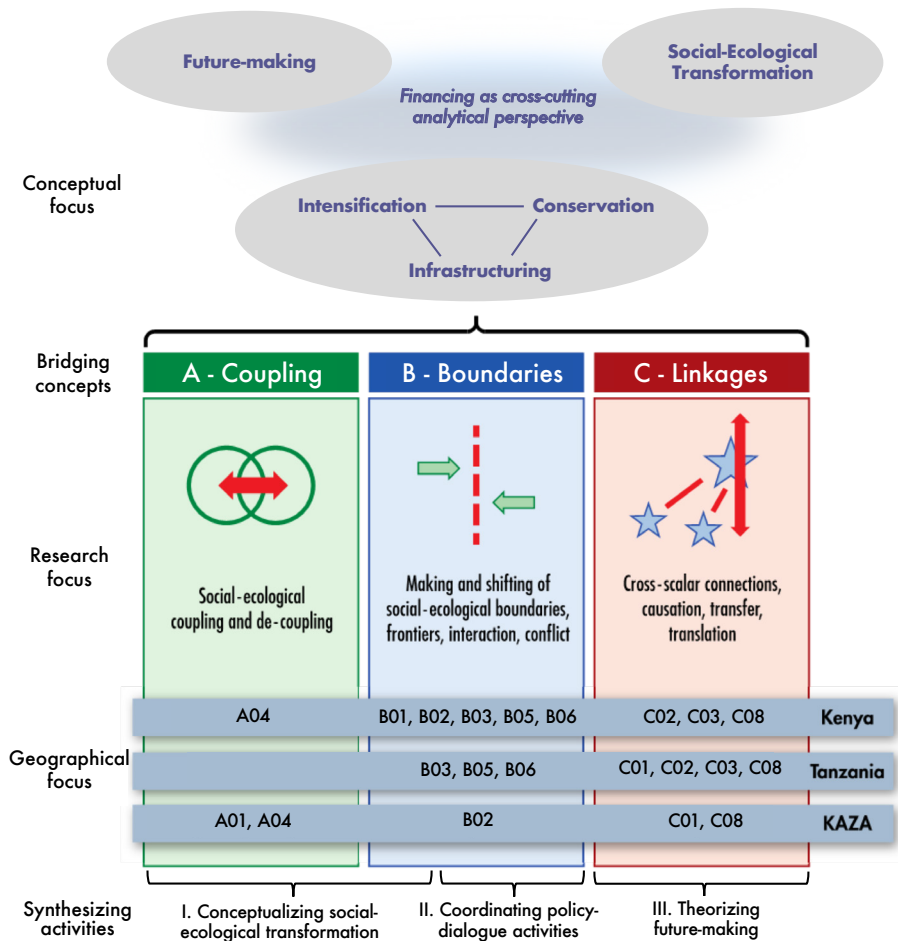 Future-making
Social-Ecological
Transformation
Financing as cross-cutting
analytical perspective
Conceptual
focus
Intensification
Conservation
Infrastructuring
Bridging
concepts
A - Coupling
B - Boundaries
C - Linkages
Research
focus
Social-ecological
coupling and de-coupling
Making and shifting of
social-ecological boundaries,
frontiers, interaction, conflict
Cross-scalar connections,
causation, transfer,
translation
Geographical
focus
A04
B01, B02, B03, B05, B06
C02, C03, C08
Kenya
B03, B05, B06
C01, C02, C03, C08
Tanzania
A01, A04
B02
C01, C08
KAZA
Synthesizing
activities
I. Conceptualizing social-
ecological transformation
II. Coordinating policy-
dialogue activities
III. Theorizing
future-making